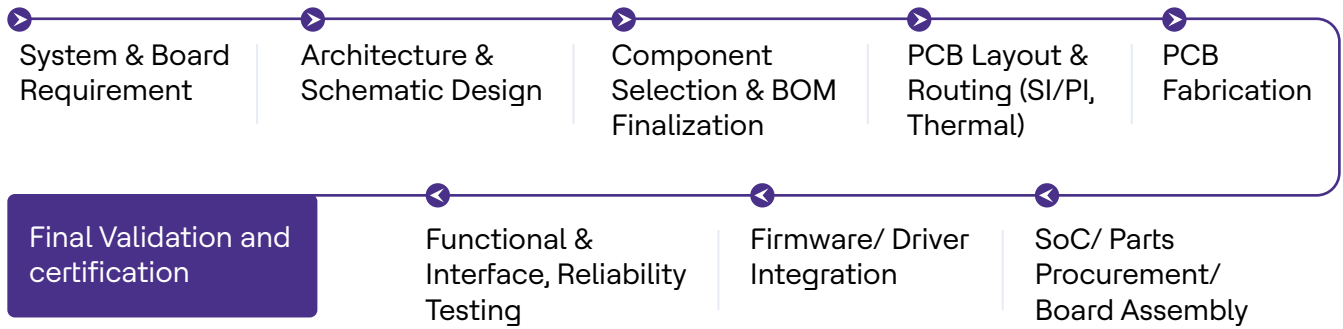 System & Board
Requirement
Architecture &
Schematic Design
Component
Selection & BOM
Finalization
PCB Layout &
Routing (SI/PI,
Thermal)
PCB
Fabrication
SoC/ Parts
Procurement/
Board Assembly
Firmware/ Driver
Integration
Functional &
Interface, Reliability
Testing
Final Validation and
certification